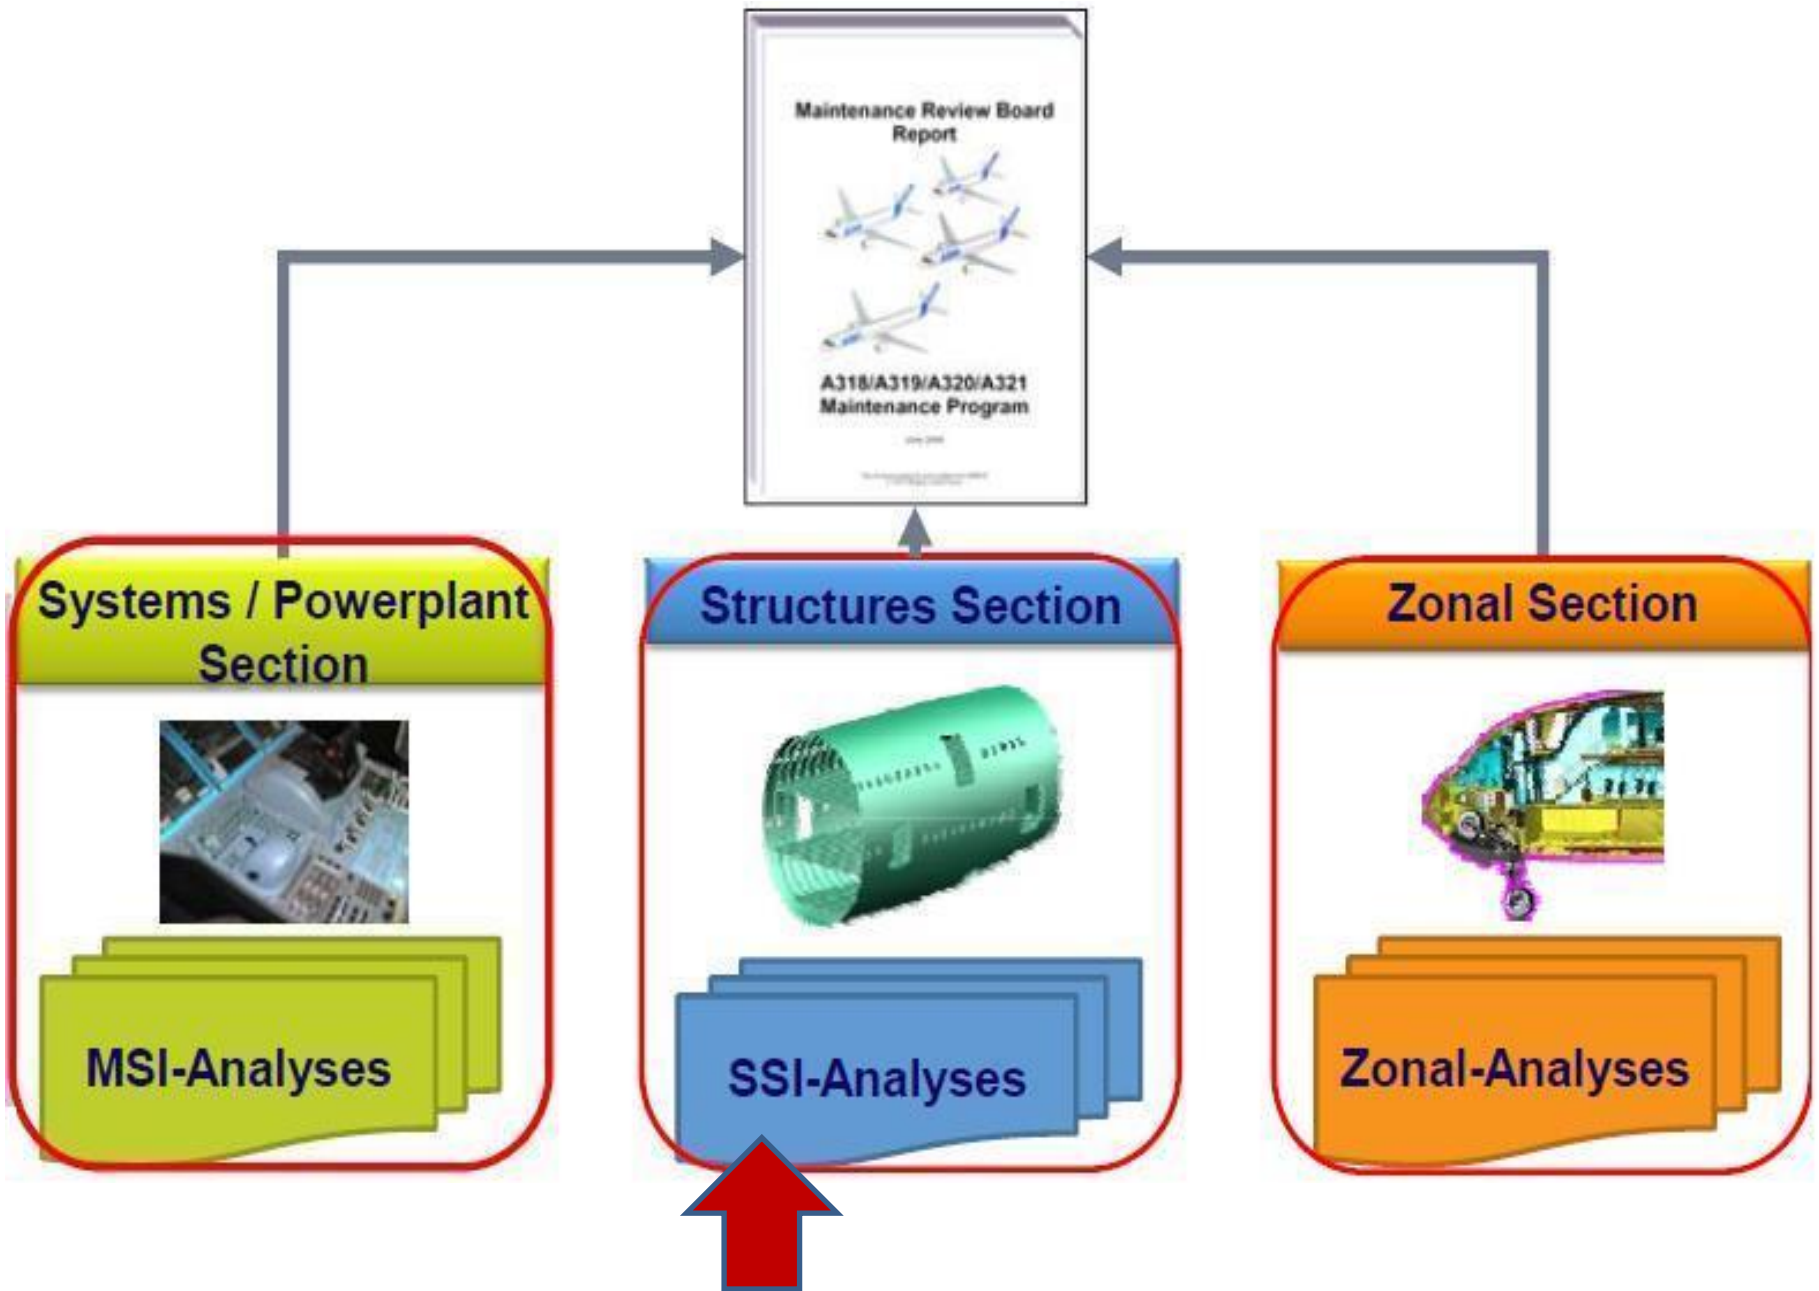 Maintenance Review Board
Report
A318/A319/A320/A321
Maintenance Program
Systems / Powerplant
Section
Structures Section
Zonal Section
MSI-Analyses
SSI-Analyses
Zonal-Analyses